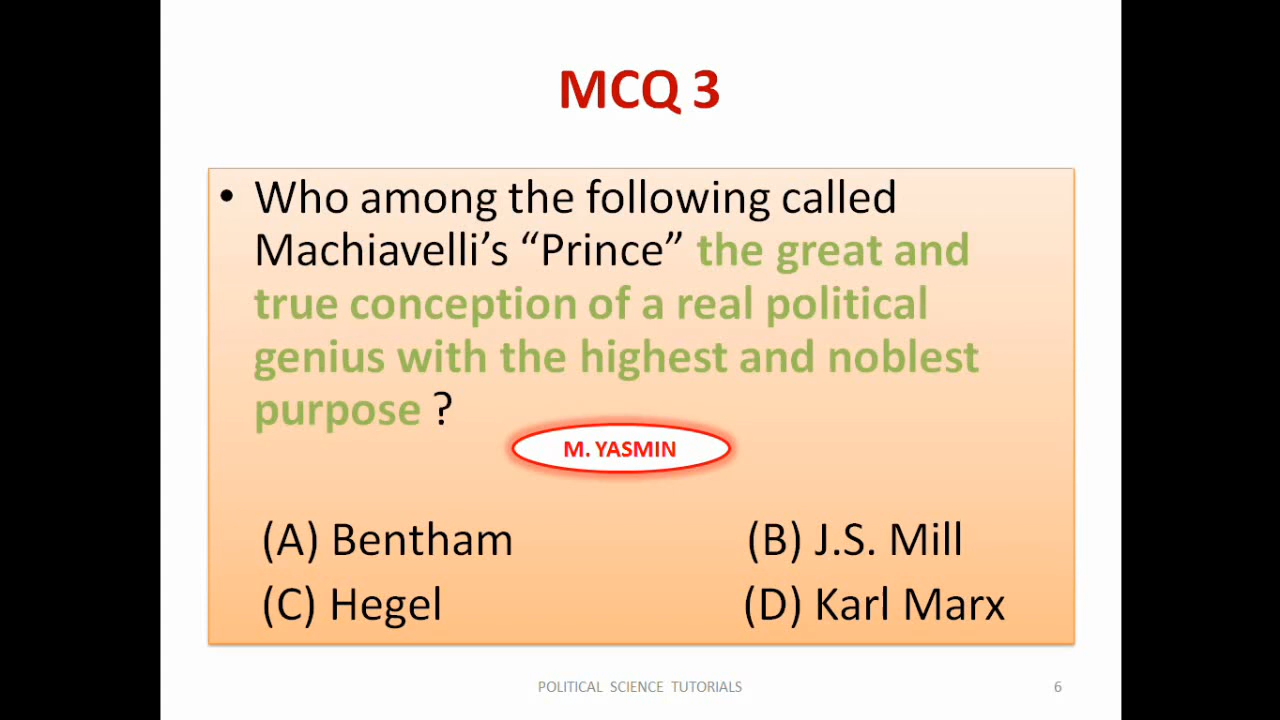 MCQ 3
• Who among the following called
Machiavelli’s “Prince” the great and
true conception of a real political
genius with the highest and noblest
purpose ?
M. YASMIN
(A) Bentham (B) J.S. Mill
(C) Hegel (D) Karl Marx
POLITICAL SCIENCE TUTORIALS 6